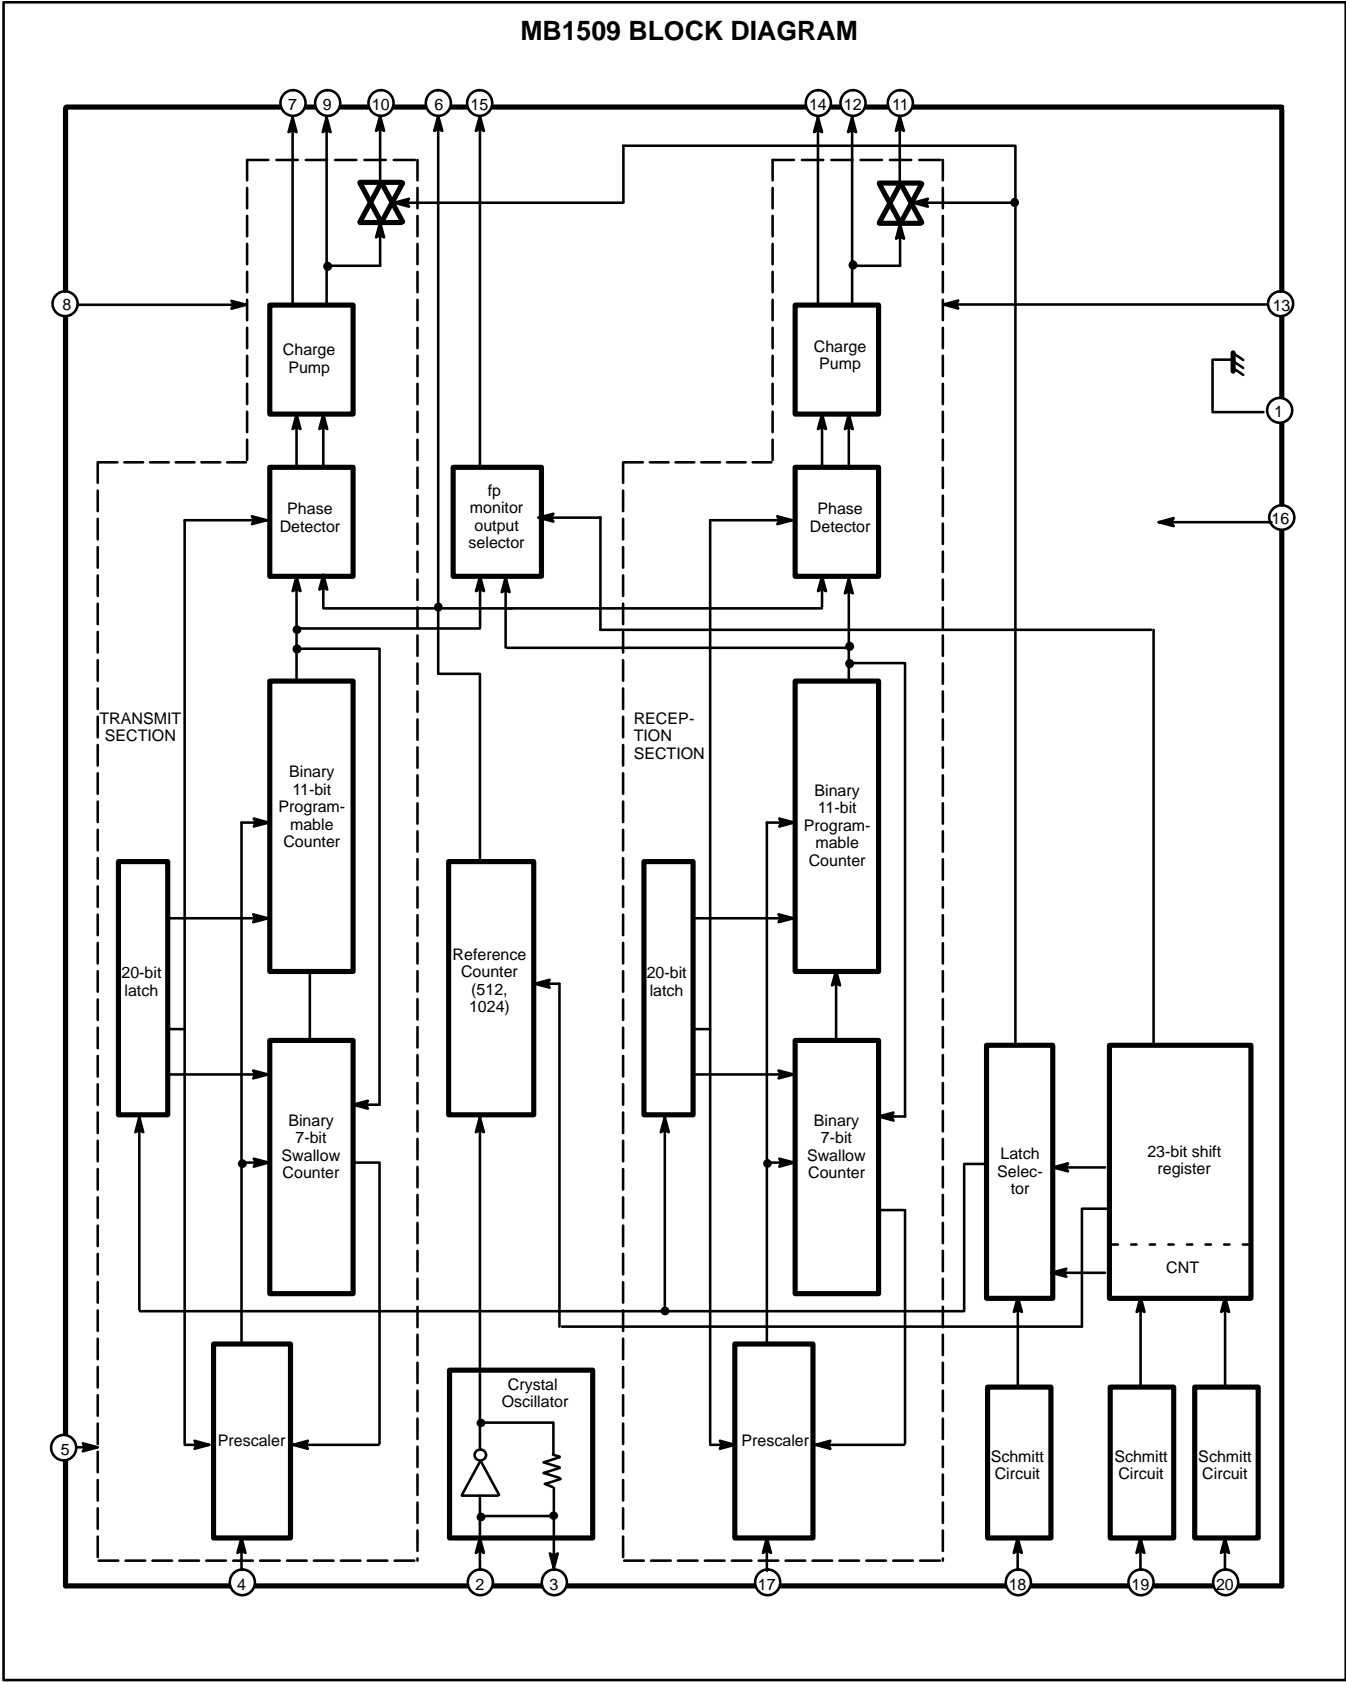 MB1509 BLOCK DIAGRAM
7
9
10
6
15
14
12
11
8
13
Charge
Pump
Charge
Pump
1
Phase
Detector
fp
monitor
output
selector
Phase
Detector
16
TRANSMIT
SECTION
RECEP-
TION
SECTION
Binary
11-bit
Program-
mable
Counter
Binary
11-bit
Program-
mable
Counter
20-bit
latch
Reference
Counter
(512,
1024)
20-bit
latch
Binary
7-bit
Swallow
Counter
Binary
7-bit
Swallow
Counter
Latch
Selec-
tor
23-bit shift
register
CNT
Crystal
Oscillator
5
Prescaler
Prescaler
Schmitt
Circuit
Schmitt
Circuit
Schmitt
Circuit
4
2
3
17
18
19
20